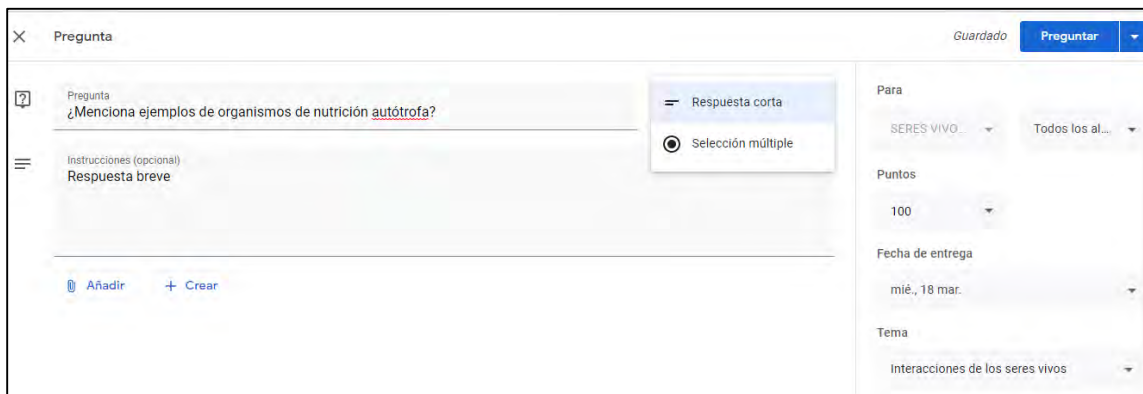 Pregunta
Guardado
Preguntar
Pregunta
¿Menciona ejemplos de organismos de nutrición autótrofa?
Instrucciones (opcional)
Respuesta breve
Añadir
+ Crear
Respuesta corta
Selección múltiple
Para
SERES VIVO...
Todos los al...
Puntos
100
Fecha de entrega
mié., 18 mar.
Tema
Interacciones de los seres vivos